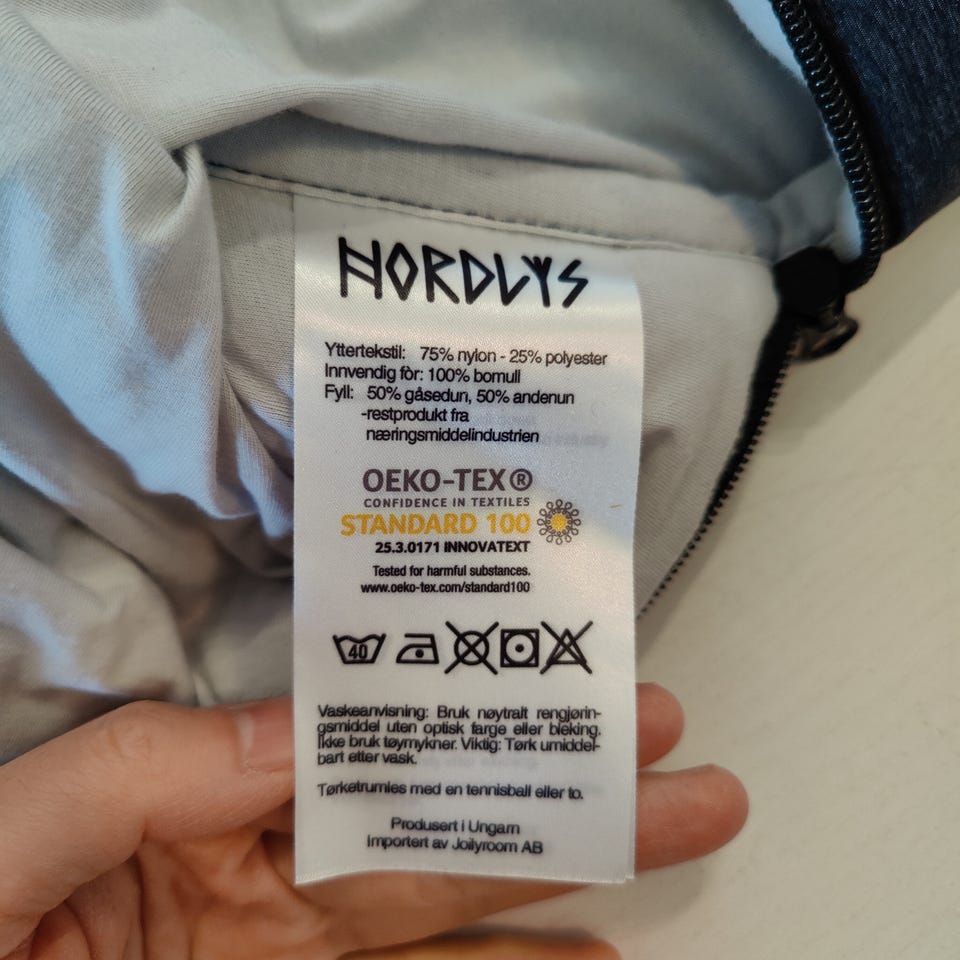 NORDLYS
Yttertekstil: 75% nylon - 25% polyester
Innvendig fòr: 100% bomull
Fyll: 50% gåsedun, 50% andenun
-restprodukt fra
næringsmiddelindustrien
OEKO-TEX®
CONFIDENCE IN TEXTILES
STANDARD 100
25.3.0171 INNOVATEXT
Tested for harmful substances.
www.oeko-tex.com/standard100
40
Vaskeanvisning: Bruk nøytralt rengjørin-
gsmiddel uten optisk farge eller bleking.
Ikke bruk tøymykner. Viktig: Tørk umiddel-
bart etter vask.
Tørketrumles med en tennisball eller to.
Produsert i Ungarn
Importert av Jollyroom AB